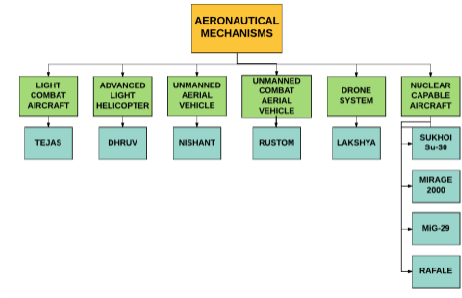 AERONAUTICAL
MECHANISMS
LIGHT
COMBAT
AIRCRAFT
ADVANCED
LIGHT
HELICOPTER
UNMANNED
AERIAL
VEHICLE
UNMANNED
COMBAT
AERIAL
VEHICLE
DRONE
SYSTEM
NUCLEAR
CAPABLE
AIRCRAFT
TEJAS
DHRUV
NISHANT
RUSTOM
LAKSHYA
SUKHOI
Su-30
MIRAGE
2000
MiG-29
RAFALE